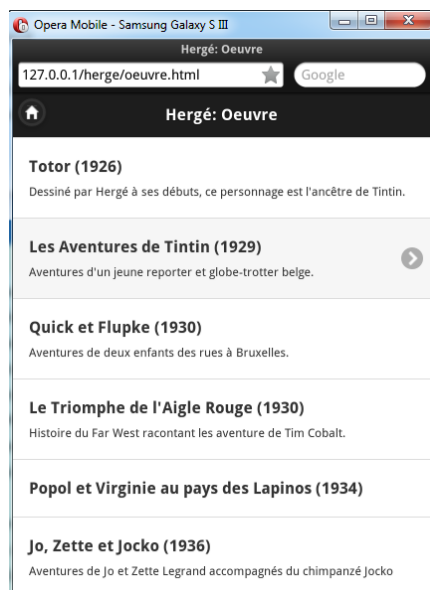 Opera Mobile - Samsung Galaxy S III
Hergé: Oeuvre
127.0.0.1/herge/oeuvre.html
Google
Hergé: Oeuvre
Totor (1926)
Dessiné par Hergé à ses débuts, ce personnage est l'ancêtre de Tintin.
Les Aventures de Tintin (1929)
Aventures d'un jeune reporter et globe-trotter belge.
Quick et Flupke (1930)
Aventures de deux enfants des rues à Bruxelles.
Le Triomphe de l'Aigle Rouge (1930)
Histoire du Far West racontant les aventure de Tim Cobalt.
Popol et Virginie au pays des Lapinos (1934)
Jo, Zette et Jocko (1936)
Aventures de Jo et Zette Legrand accompagnés du chimpanzé Jocko